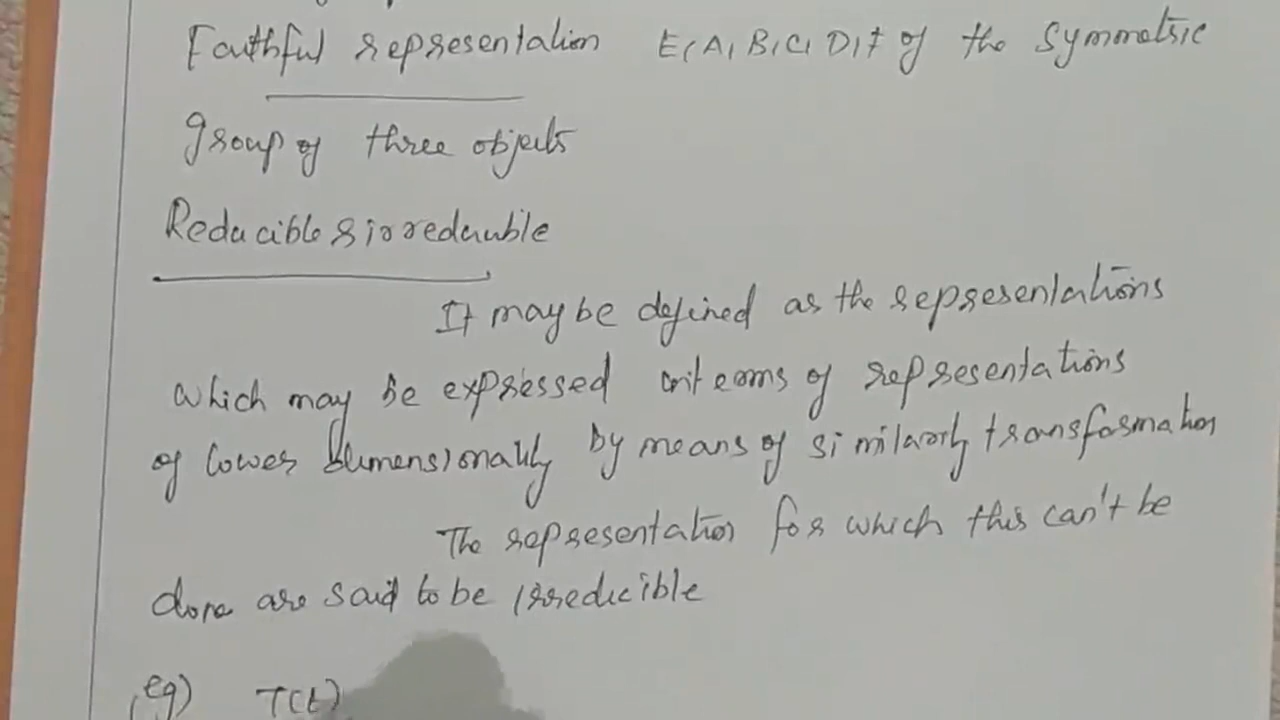 Faithful representation E, A, B, C, D, F of the Symmetric
group of three objects
Reducible & irreducible
It may be defined as the representations
which may be expressed in terms of representations
of lower dimensionality by means of similarity transformation
The representation for which this can't be
done are said to be irreducible
(eg) T(t)